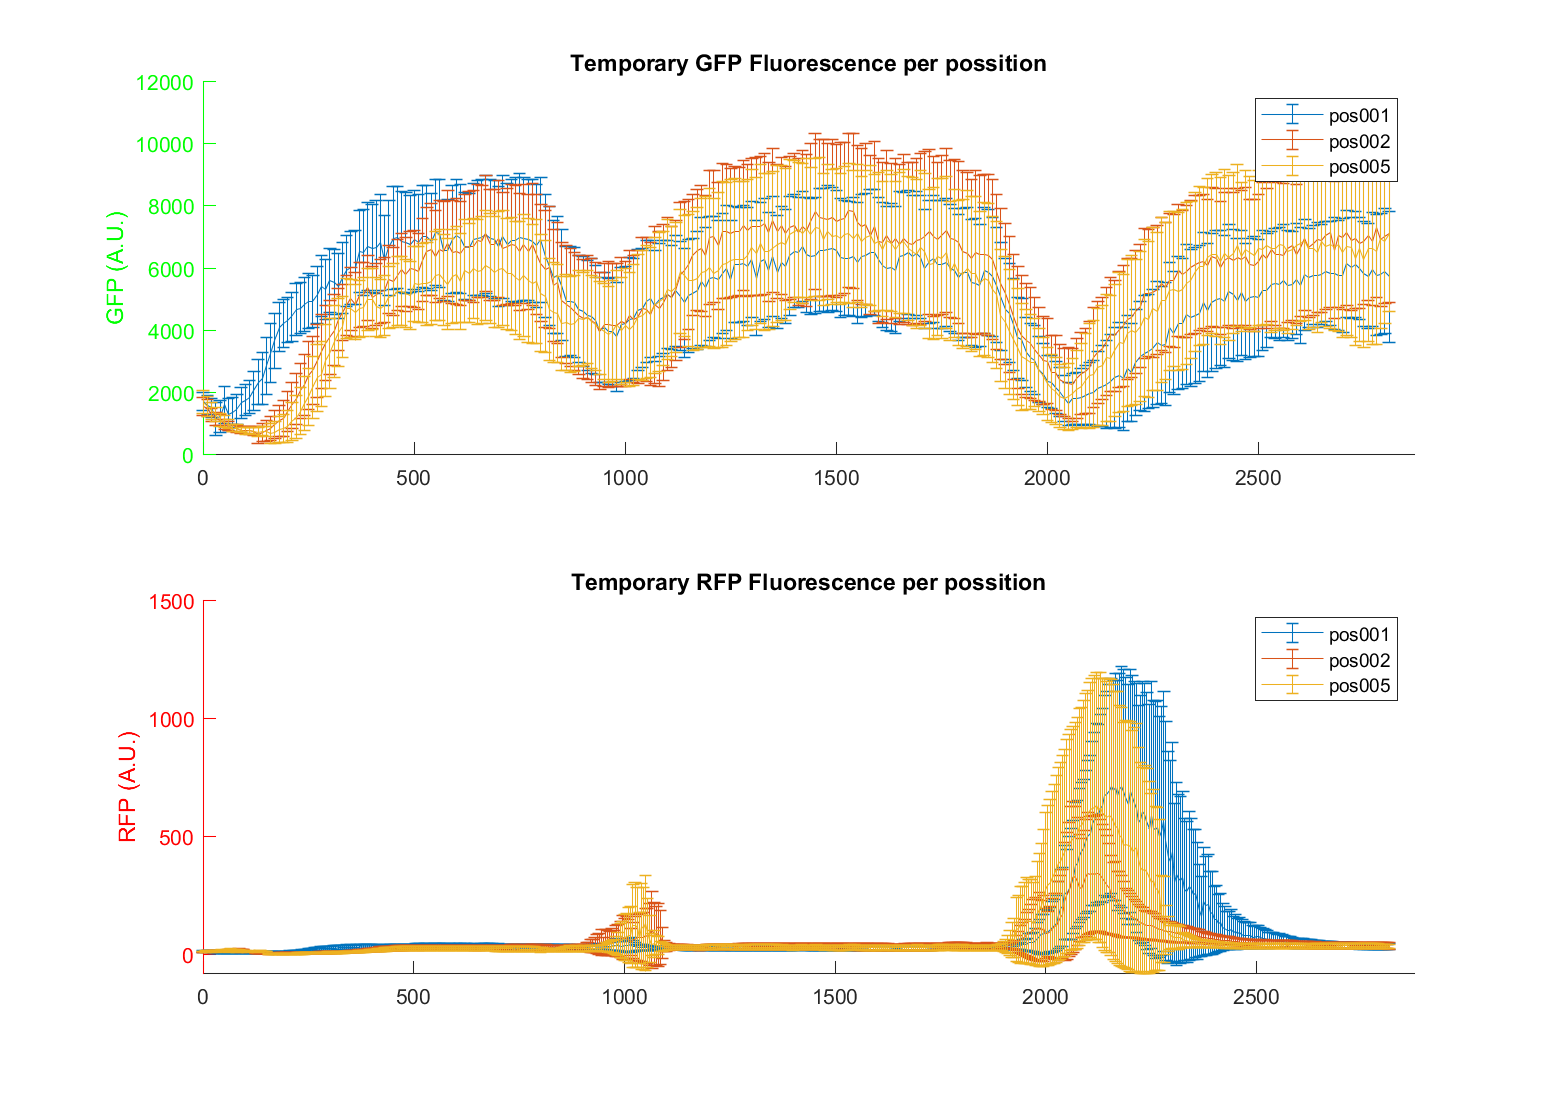 Temporary GFP Fluorescence per possition
GFP (A.U.)
12000
10000
8000
6000
4000
2000
0
0 500 1000 1500 2000 2500
pos001
pos002
pos005
Temporary RFP Fluorescence per possition
RFP (A.U.)
1500
1000
500
0
0 500 1000 1500 2000 2500
pos001
pos002
pos005